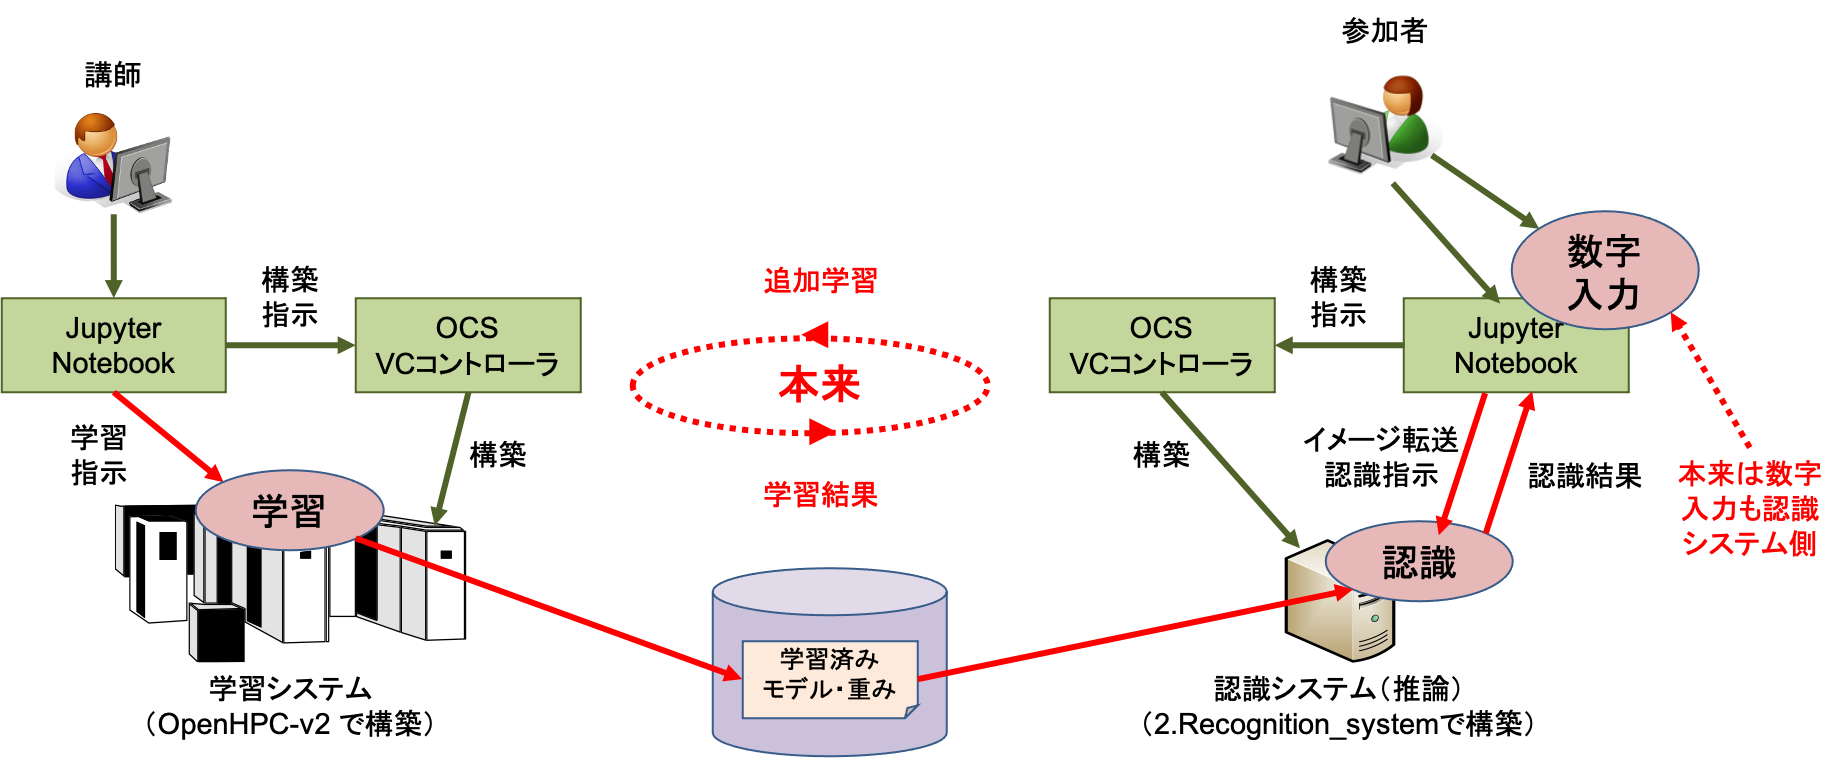 講師
Jupyter
Notebook
構築
指示
OCS
VCコントローラ
学習
指示
構築
学習
学習システム
（OpenHPC-v2 で構築）
追加学習
本来
学習結果
学習済み
モデル・重み
参加者
数字
入力
構築
指示
OCS
VCコントローラ
Jupyter
Notebook
構築
イメージ転送
認識指示
認識結果
本来は数字
入力も認識
システム側
認識
認識システム（推論）
（2.Recognition_systemで構築）